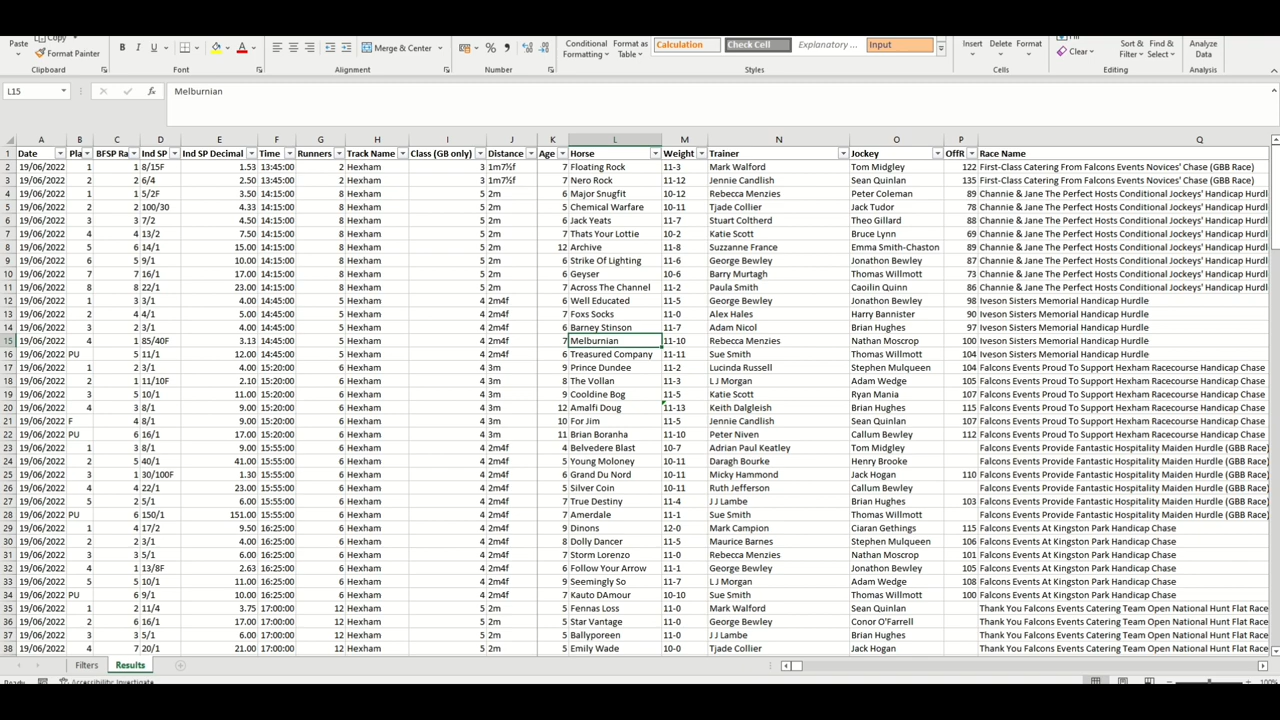 Paste Copy Format Painter B I U A Merge & Center % , Conditional Formatting Format as Table Calculation Check Cell Explanatory ... Input Insert Delete Format Fill Clear Sort & Filter Find & Select Analyze Data
Clipboard Font Alignment Number Styles Cells Editing Analysis
L15 fx Melburnian
A B C D E F G H I J K L M N O P Q
1 Date Pla BFSP Ra Ind SP Ind SP Decimal Time Runners Track Name Class (GB only) Distance Age Horse Weight Trainer Jockey OffR Race Name
2 19/06/2022 1 1 8/15F 1.53 13:45:00 2 Hexham 3 1m7½f 7 Floating Rock 11-3 Mark Walford Tom Midgley 122 First-Class Catering From Falcons Events Novices' Chase (GBB Race)
3 19/06/2022 2 2 6/4 2.50 13:45:00 2 Hexham 3 1m7½f 7 Nero Rock 11-12 Jennie Candlish Sean Quinlan 135 First-Class Catering From Falcons Events Novices' Chase (GBB Race)
4 19/06/2022 1 1 5/2F 3.50 14:15:00 8 Hexham 5 2m 6 Major Snugfit 10-12 Rebecca Menzies Peter Coleman 89 Channie & Jane The Perfect Hosts Conditional Jockeys' Handicap Hurdl
5 19/06/2022 2 2 100/30 4.33 14:15:00 8 Hexham 5 2m 5 Chemical Warfare 10-11 Tjade Collier Jack Tudor 78 Channie & Jane The Perfect Hosts Conditional Jockeys' Handicap Hurdl
6 19/06/2022 3 3 7/2 4.50 14:15:00 8 Hexham 5 2m 6 Jack Yeats 11-7 Stuart Coltherd Theo Gillard 88 Channie & Jane The Perfect Hosts Conditional Jockeys' Handicap Hurdl
7 19/06/2022 4 4 13/2 7.50 14:15:00 8 Hexham 5 2m 6 Thats Your Lottie 10-2 Katie Scott Bruce Lynn 69 Channie & Jane The Perfect Hosts Conditional Jockeys' Handicap Hurdl
8 19/06/2022 5 6 14/1 15.00 14:15:00 8 Hexham 5 2m 12 Archive 11-8 Suzzanne France Emma Smith-Chaston 89 Channie & Jane The Perfect Hosts Conditional Jockeys' Handicap Hurdl
9 19/06/2022 6 5 9/1 10.00 14:15:00 8 Hexham 5 2m 6 Strike Of Lighting 11-6 George Bewley Jonathon Bewley 87 Channie & Jane The Perfect Hosts Conditional Jockeys' Handicap Hurdl
10 19/06/2022 7 7 16/1 17.00 14:15:00 8 Hexham 5 2m 6 Geyser 10-6 Barry Murtagh Thomas Willmott 73 Channie & Jane The Perfect Hosts Conditional Jockeys' Handicap Hurdl
11 19/06/2022 8 8 22/1 23.00 14:15:00 8 Hexham 5 2m 7 Across The Channel 11-2 Paula Smith Caoilin Quinn 86 Channie & Jane The Perfect Hosts Conditional Jockeys' Handicap Hurdl
12 19/06/2022 1 3 3/1 4.00 14:45:00 5 Hexham 4 2m4f 6 Well Educated 11-5 George Bewley Jonathon Bewley 98 Iveson Sisters Memorial Handicap Hurdle
13 19/06/2022 2 4 4/1 5.00 14:45:00 5 Hexham 4 2m4f 7 Foxs Socks 11-0 Alex Hales Harry Bannister 90 Iveson Sisters Memorial Handicap Hurdle
14 19/06/2022 3 2 3/1 4.00 14:45:00 5 Hexham 4 2m4f 6 Barney Stinson 11-7 Adam Nicol Brian Hughes 97 Iveson Sisters Memorial Handicap Hurdle
15 19/06/2022 4 1 85/40F 3.13 14:45:00 5 Hexham 4 2m4f 7 Melburnian 11-10 Rebecca Menzies Nathan Moscrop 100 Iveson Sisters Memorial Handicap Hurdle
16 19/06/2022 PU 5 11/1 12.00 14:45:00 5 Hexham 4 2m4f 6 Treasured Company 11-11 Sue Smith Thomas Willmott 104 Iveson Sisters Memorial Handicap Hurdle
17 19/06/2022 1 2 3/1 4.00 15:20:00 6 Hexham 4 3m 9 Prince Dundee 11-2 Lucinda Russell Stephen Mulqueen 104 Falcons Events Proud To Support Hexham Racecourse Handicap Chase
18 19/06/2022 2 1 11/10F 2.10 15:20:00 6 Hexham 4 3m 8 The Vollan 11-3 L J Morgan Adam Wedge 105 Falcons Events Proud To Support Hexham Racecourse Handicap Chase
19 19/06/2022 3 5 10/1 11.00 15:20:00 6 Hexham 4 3m 9 Cooldine Bog 11-5 Katie Scott Ryan Mania 107 Falcons Events Proud To Support Hexham Racecourse Handicap Chase
20 19/06/2022 4 3 8/1 9.00 15:20:00 6 Hexham 4 3m 12 Amalfi Doug 11-13 Keith Dalgleish Brian Hughes 115 Falcons Events Proud To Support Hexham Racecourse Handicap Chase
21 19/06/2022 F 4 8/1 9.00 15:20:00 6 Hexham 4 3m 10 For Jim 11-5 Jennie Candlish Sean Quinlan 107 Falcons Events Proud To Support Hexham Racecourse Handicap Chase
22 19/06/2022 PU 6 16/1 17.00 15:20:00 6 Hexham 4 3m 11 Brian Boranha 11-10 Peter Niven Callum Bewley 112 Falcons Events Proud To Support Hexham Racecourse Handicap Chase
23 19/06/2022 1 3 8/1 9.00 15:55:00 6 Hexham 4 2m4f 4 Belvedere Blast 10-7 Adrian Paul Keatley Tom Midgley Falcons Events Provide Fantastic Hospitality Maiden Hurdle (GBB Race)
24 19/06/2022 2 5 40/1 41.00 15:55:00 6 Hexham 4 2m4f 5 Young Moloney 10-11 Daragh Bourke Henry Brooke Falcons Events Provide Fantastic Hospitality Maiden Hurdle (GBB Race)
25 19/06/2022 3 1 30/100F 1.30 15:55:00 6 Hexham 4 2m4f 6 Grand Du Nord 10-11 Micky Hammond Jack Hogan 110 Falcons Events Provide Fantastic Hospitality Maiden Hurdle (GBB Race)
26 19/06/2022 4 4 22/1 23.00 15:55:00 6 Hexham 4 2m4f 5 Silver Coin 10-11 Ruth Jefferson Callum Bewley Falcons Events Provide Fantastic Hospitality Maiden Hurdle (GBB Race)
27 19/06/2022 5 2 5/1 6.00 15:55:00 6 Hexham 4 2m4f 7 True Destiny 11-4 J J Lambe Brian Hughes 103 Falcons Events Provide Fantastic Hospitality Maiden Hurdle (GBB Race)
28 19/06/2022 PU 6 150/1 151.00 15:55:00 6 Hexham 4 2m4f 7 Amerdale 11-1 Sue Smith Thomas Willmott Falcons Events Provide Fantastic Hospitality Maiden Hurdle (GBB Race)
29 19/06/2022 1 4 17/2 9.50 16:25:00 6 Hexham 4 2m4f 9 Dinons 12-0 Mark Campion Ciaran Gethings 115 Falcons Events At Kingston Park Handicap Chase
30 19/06/2022 2 2 3/1 4.00 16:25:00 6 Hexham 4 2m4f 8 Dolly Dancer 11-5 Maurice Barnes Stephen Mulqueen 106 Falcons Events At Kingston Park Handicap Chase
31 19/06/2022 3 3 5/1 6.00 16:25:00 6 Hexham 4 2m4f 7 Storm Lorenzo 11-0 Rebecca Menzies Nathan Moscrop 101 Falcons Events At Kingston Park Handicap Chase
32 19/06/2022 4 1 13/8F 2.63 16:25:00 6 Hexham 4 2m4f 6 Follow Your Arrow 11-1 George Bewley Jonathon Bewley 102 Falcons Events At Kingston Park Handicap Chase
33 19/06/2022 5 5 10/1 11.00 16:25:00 6 Hexham 4 2m4f 9 Seemingly So 11-7 L J Morgan Adam Wedge 108 Falcons Events At Kingston Park Handicap Chase
34 19/06/2022 PU 6 9/1 10.00 16:25:00 6 Hexham 4 2m4f 7 Kauto DAmour 10-10 Sue Smith Thomas Willmott 100 Falcons Events At Kingston Park Handicap Chase
35 19/06/2022 1 2 11/4 3.75 17:00:00 12 Hexham 5 2m 5 Fennas Loss 11-0 Mark Walford Sean Quinlan Thank You Falcons Events Catering Team Open National Hunt Flat Race
36 19/06/2022 2 6 16/1 17.00 17:00:00 12 Hexham 5 2m 5 Star Vantage 11-0 George Bewley Conor O'Farrell Thank You Falcons Events Catering Team Open National Hunt Flat Race
37 19/06/2022 3 3 5/1 6.00 17:00:00 12 Hexham 5 2m 5 Ballyporeen 11-0 J J Lambe Brian Hughes Thank You Falcons Events Catering Team Open National Hunt Flat Race
38 19/06/2022 4 7 20/1 21.00 17:00:00 12 Hexham 5 2m 5 Emily Wade 10-0 Tjade Collier Jack Hogan Thank You Falcons Events Catering Team Open National Hunt Flat Race
Filters Results
Ready Accessibility: Investigate 100%